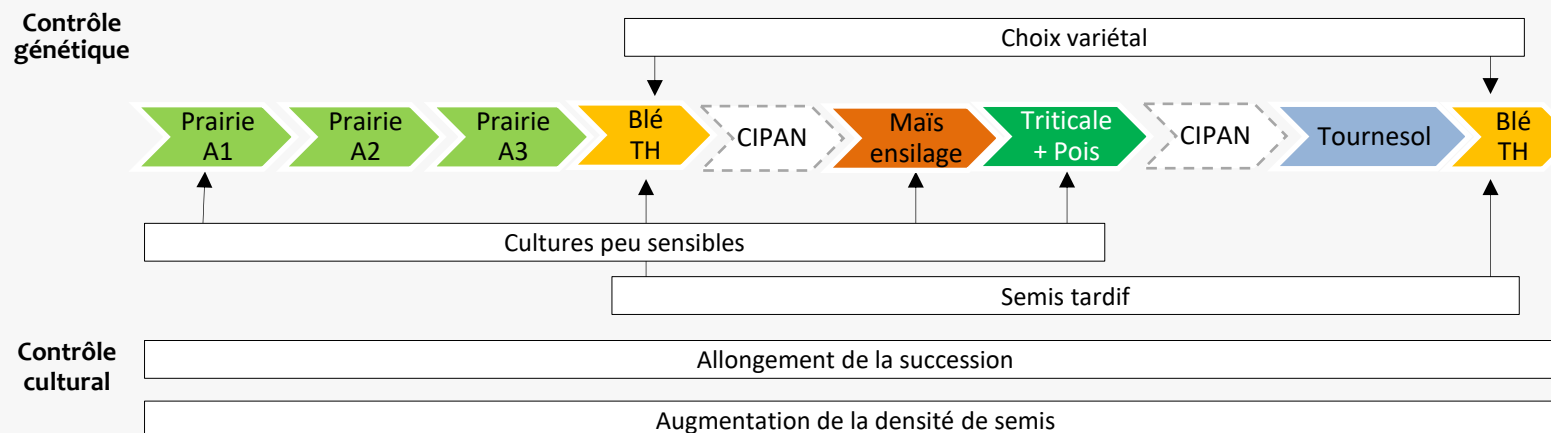 Contrôle
génétique
Choix variétal
Prairie
A1
Prairie
A2
Prairie
A3
Blé
TH
CIPAN
Maïs
ensilage
Triticale
+ Pois
CIPAN
Tournesol
Blé
TH
Cultures peu sensibles
Semis tardif
Contrôle
cultural
Allongement de la succession
Augmentation de la densité de semis